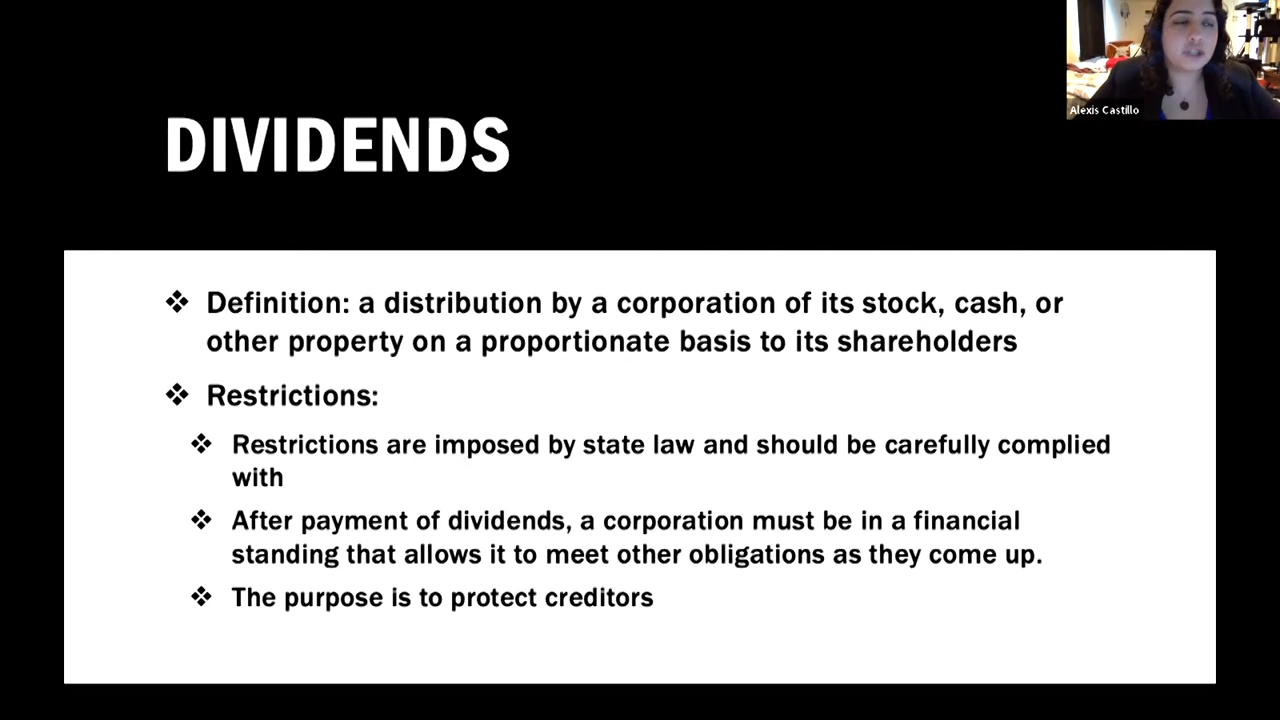 Alexis Castillo
DIVIDENDS
❖ Definition: a distribution by a corporation of its stock, cash, or
other property on a proportionate basis to its shareholders
❖ Restrictions:
❖ Restrictions are imposed by state law and should be carefully complied
with
❖ After payment of dividends, a corporation must be in a financial
standing that allows it to meet other obligations as they come up.
❖ The purpose is to protect creditors